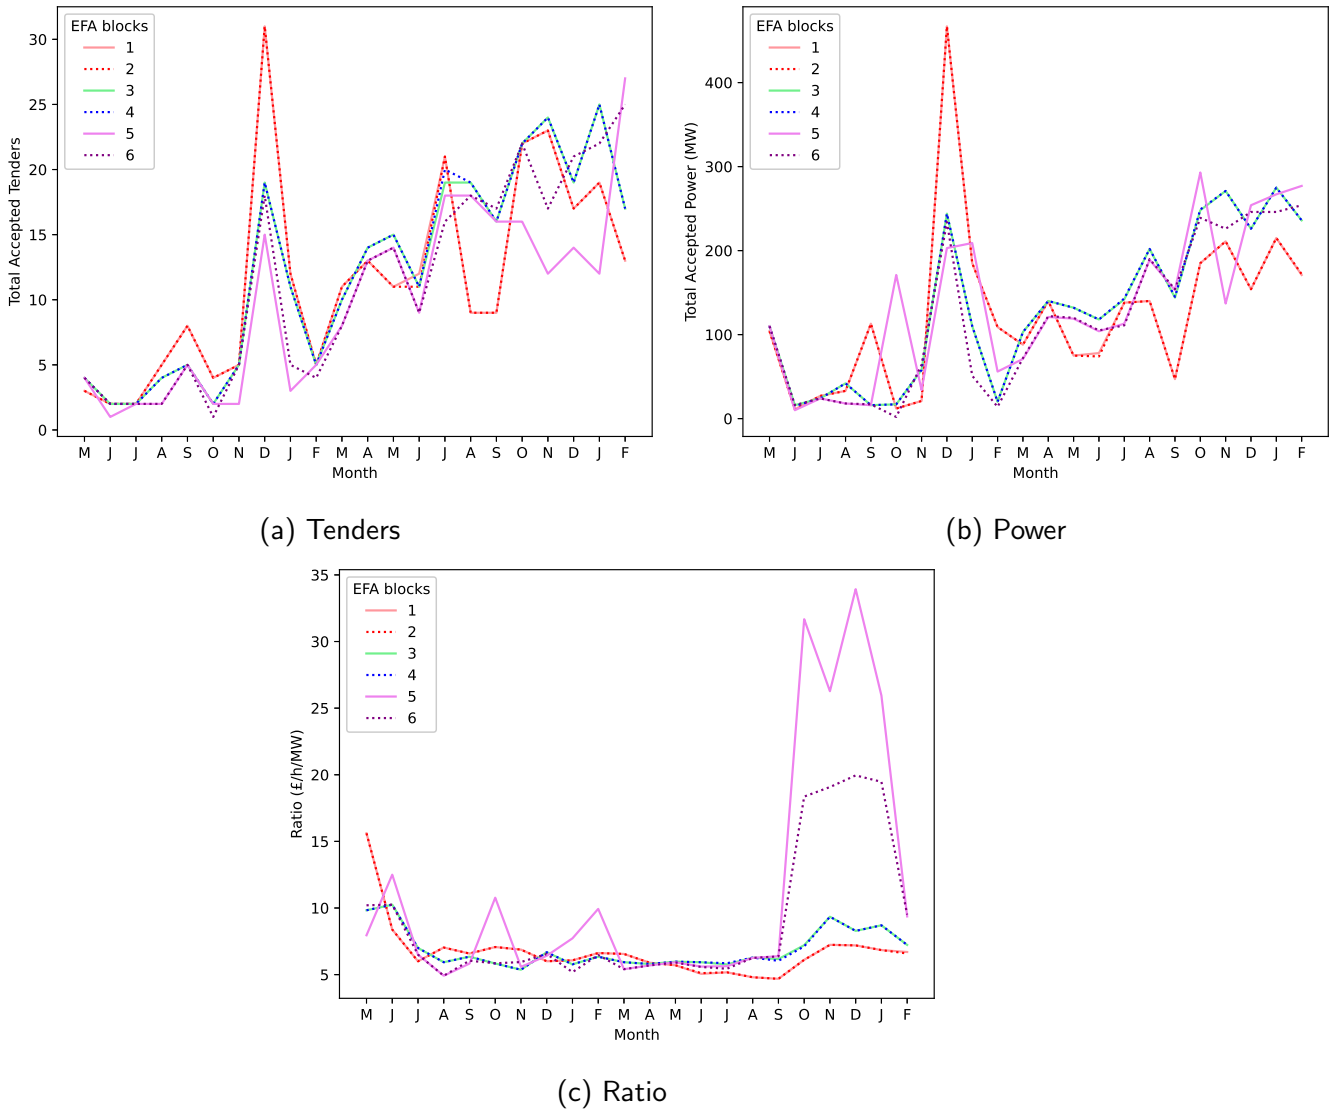 EFA blocks
1
2
3
4
5
6
30
25
20
15
10
5
0
Total Accepted Tenders
M J J A S O N D J F M A M J J A S O N D J F
Month
(a) Tenders
EFA blocks
1
2
3
4
5
6
400
300
200
100
0
Total Accepted Power (MW)
M J J A S O N D J F M A M J J A S O N D J F
Month
(b) Power
EFA blocks
1
2
3
4
5
6
35
30
25
20
15
10
5
Ratio (£/h/MW)
M J J A S O N D J F M A M J J A S O N D J F
Month
(c) Ratio